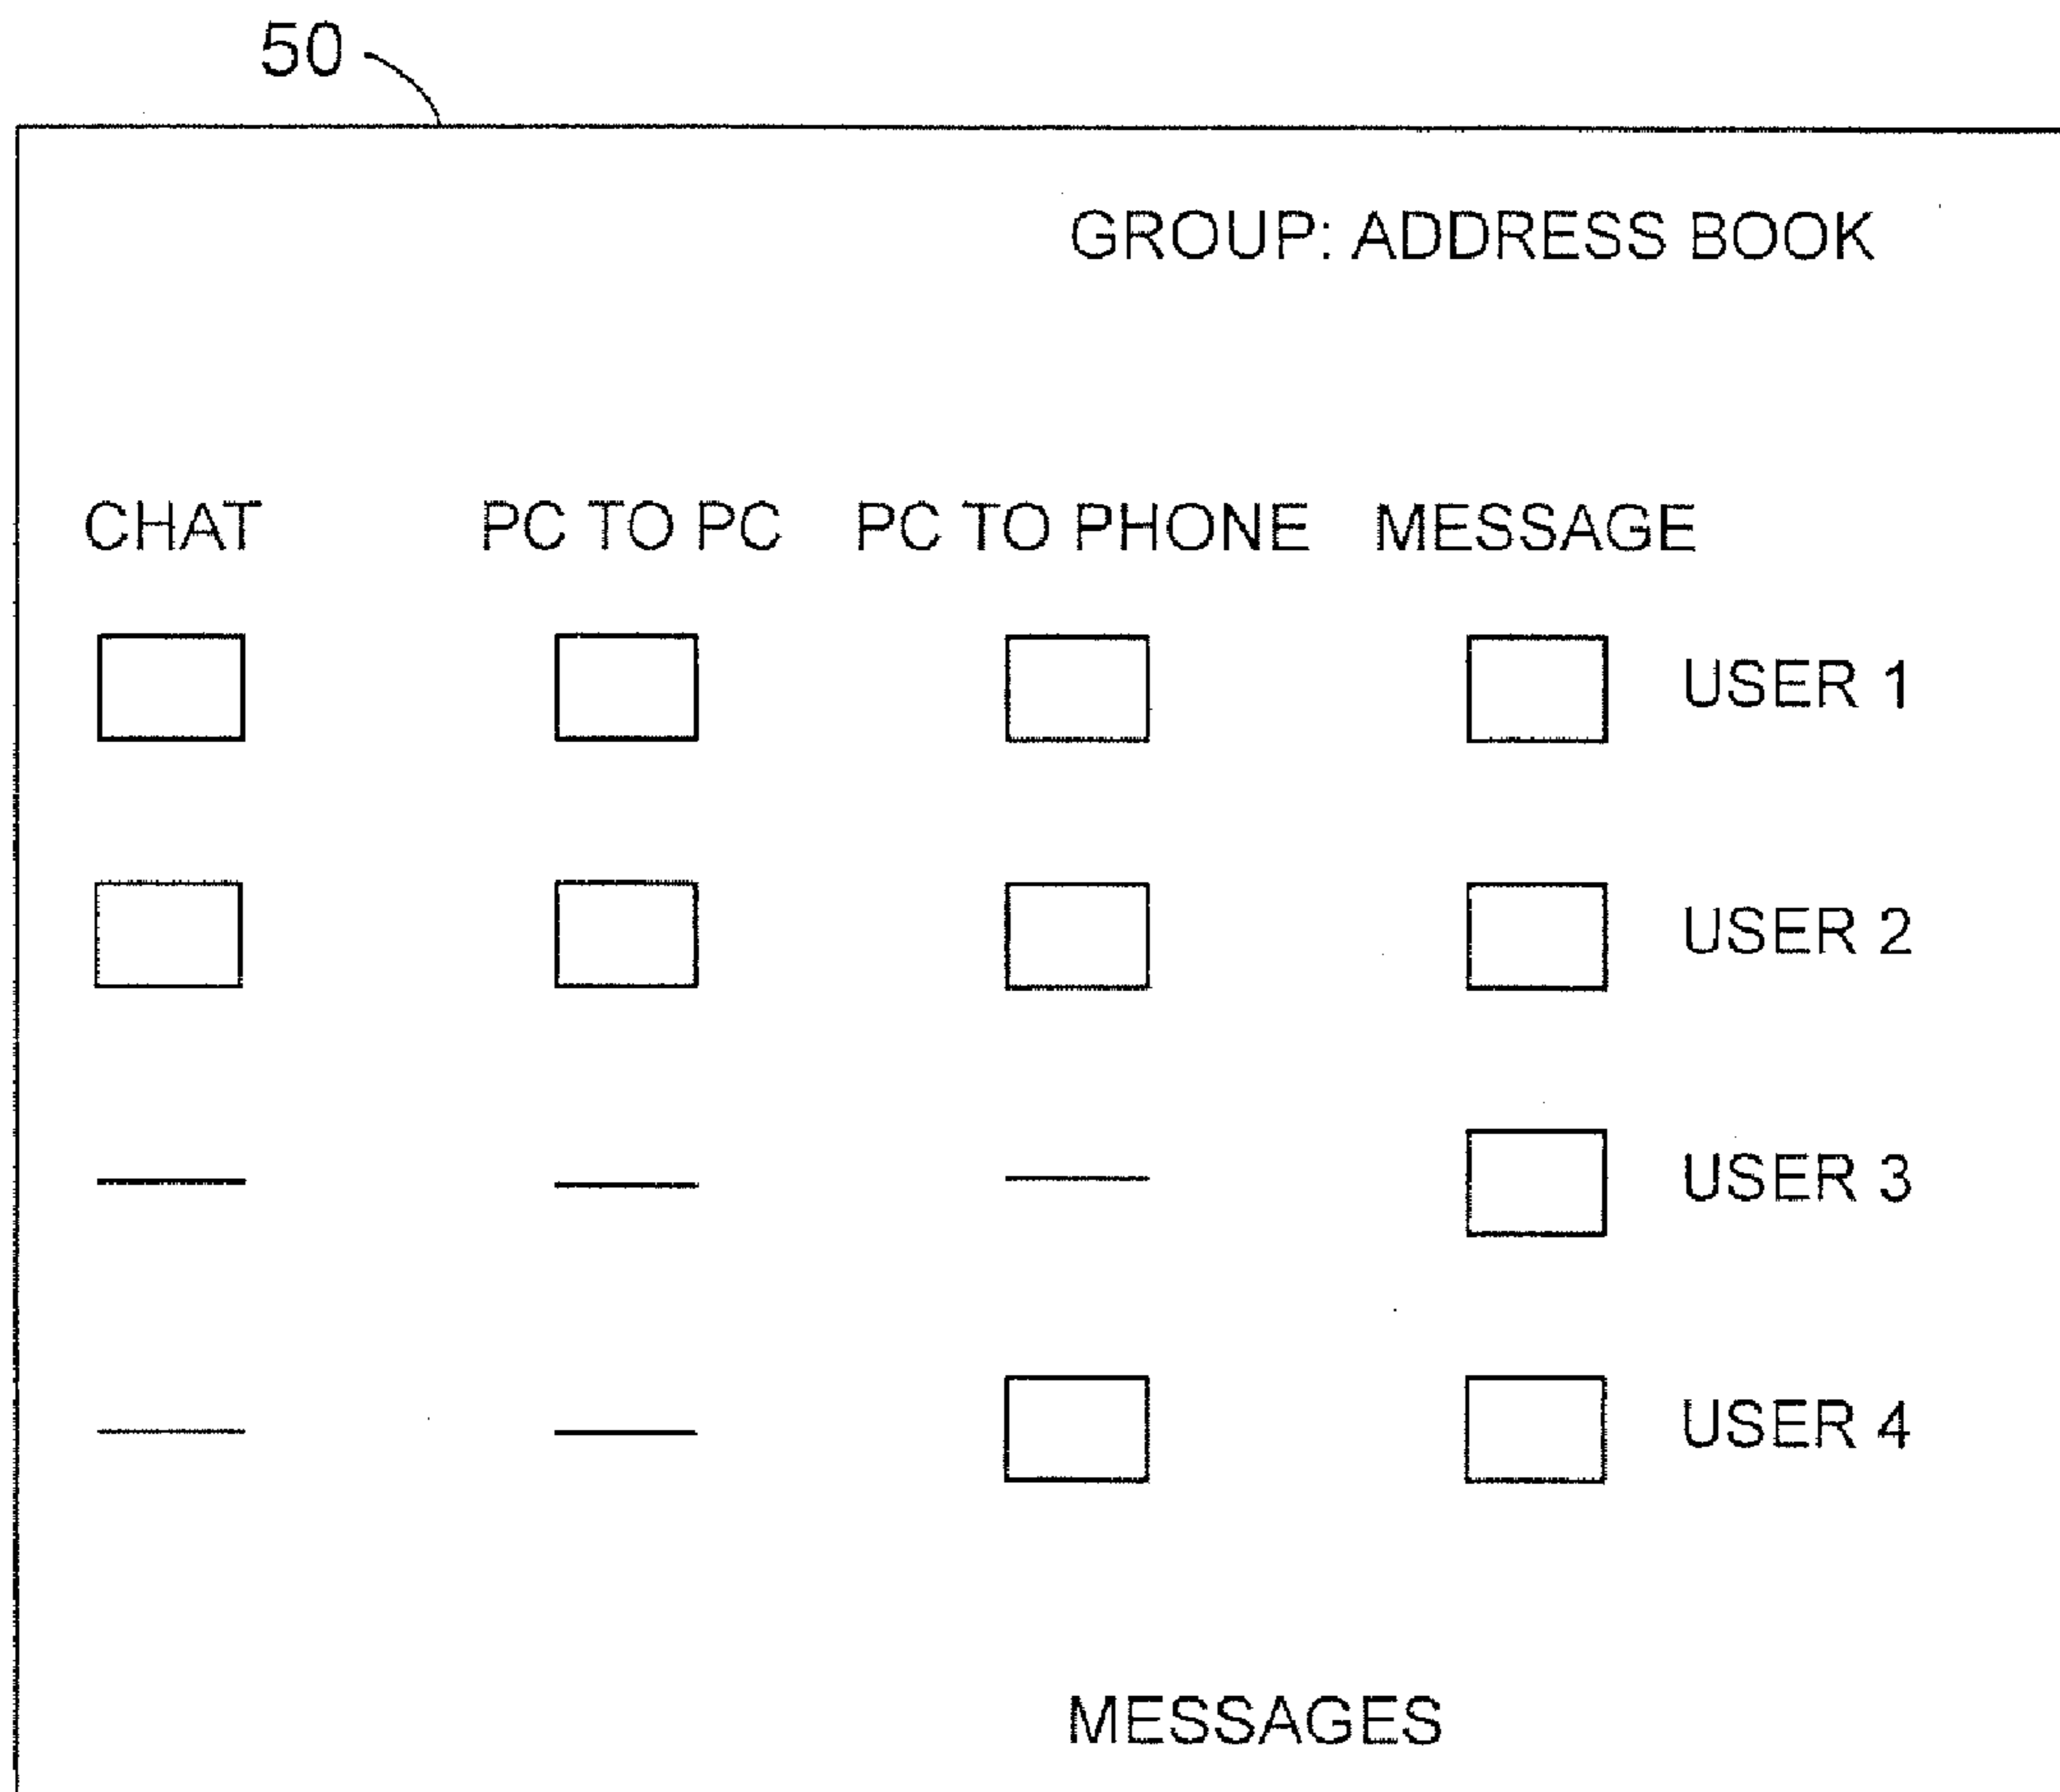 50
GROUP: ADDRESS BOOK
CHAT PC TO PC PC TO PHONE MESSAGE
USER 1
USER 2
USER 3
USER 4
MESSAGES